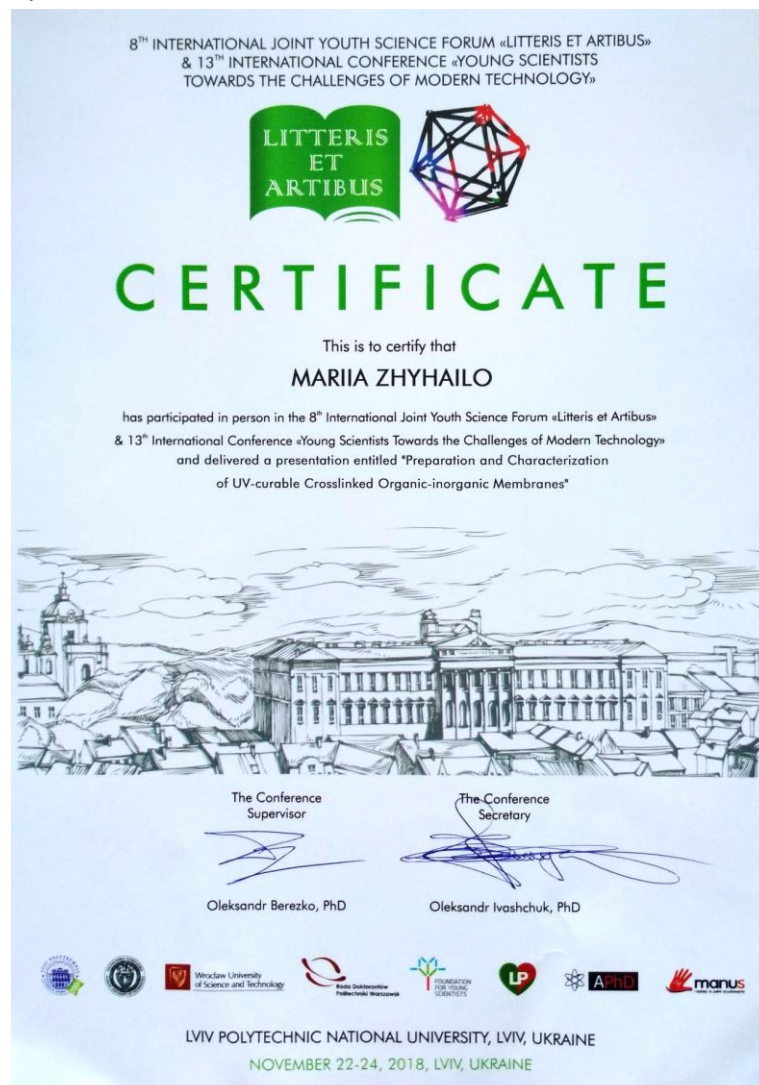 8TH INTERNATIONAL JOINT YOUTH SCIENCE FORUM «LITTERIS ET ARTIBUS»
& 13TH INTERNATIONAL CONFERENCE «YOUNG SCIENTISTS
TOWARDS THE CHALLENGES OF MODERN TECHNOLOGY»
LITTERIS
ET
ARTIBUS
CERTIFICATE
This is to certify that
MARIIA ZHYHAILO
has participated in person in the 8th International Joint Youth Science Forum «Litteris et Artibus»
& 13th International Conference «Young Scientists Towards the Challenges of Modern Technology»
and delivered a presentation entitled "Preparation and Characterization
of UV-curable Crosslinked Organic-inorganic Membranes"
The Conference
Supervisor
The Conference
Secretary
Oleksandr Berezko, PhD
Oleksandr Ivashchuk, PhD
Wrocław University
of Science and Technology
Rada Doktorantów
Politechniki Warszawsk
FOUNDATION
FOR YOUNG
SCIENTISTS
LP
APhD
manus
LVIV POLYTECHNIC NATIONAL UNIVERSITY, LVIV, UKRAINE
NOVEMBER 22-24, 2018, LVIV, UKRAINE